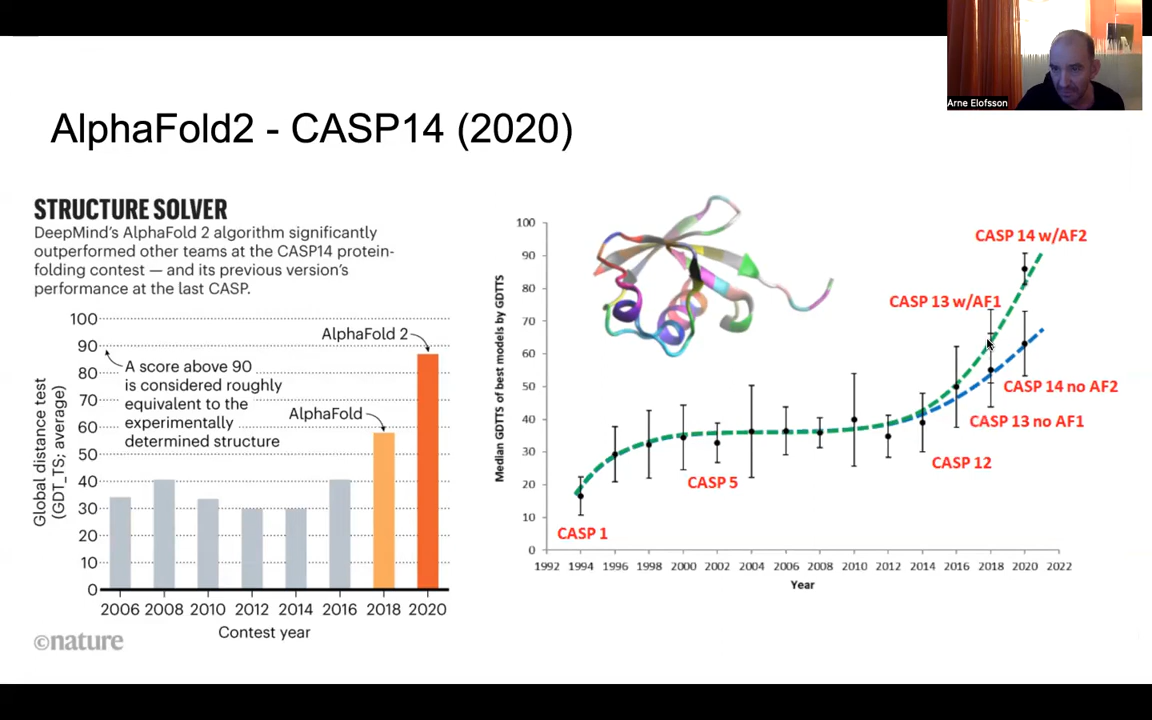 Arne Elofsson
AlphaFold2 - CASP14 (2020)
STRUCTURE SOLVER
DeepMind's AlphaFold 2 algorithm significantly
outperformed other teams at the CASP14 protein-
folding contest — and its previous version's
performance at the last CASP.
Global distance test
(GDT_TS; average)
100
90
80
70
60
50
40
30
20
10
0
AlphaFold 2
A score above 90
is considered roughly
equivalent to the
experimentally
determined structure
AlphaFold
2006 2008 2010 2012 2014 2016 2018 2020
Contest year
©nature
Median GDTTS of best models by GDTTS
100
90
80
70
60
50
40
30
20
10
0
CASP 14 w/AF2
CASP 13 w/AF1
CASP 14 no AF2
CASP 13 no AF1
CASP 12
CASP 5
CASP 1
1992 1994 1996 1998 2000 2002 2004 2006 2008 2010 2012 2014 2016 2018 2020 2022
Year